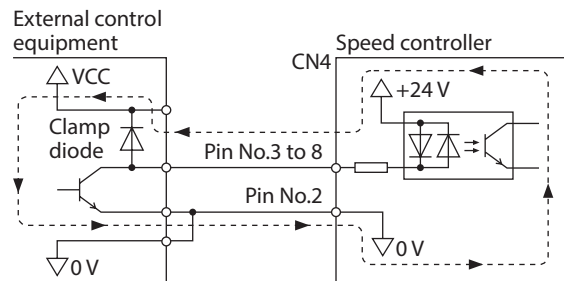 External control
equipment
Speed controller
CN4
VCC
+24 V
Clamp
diode
Pin No.3 to 8
Pin No.2
0 V
0 V